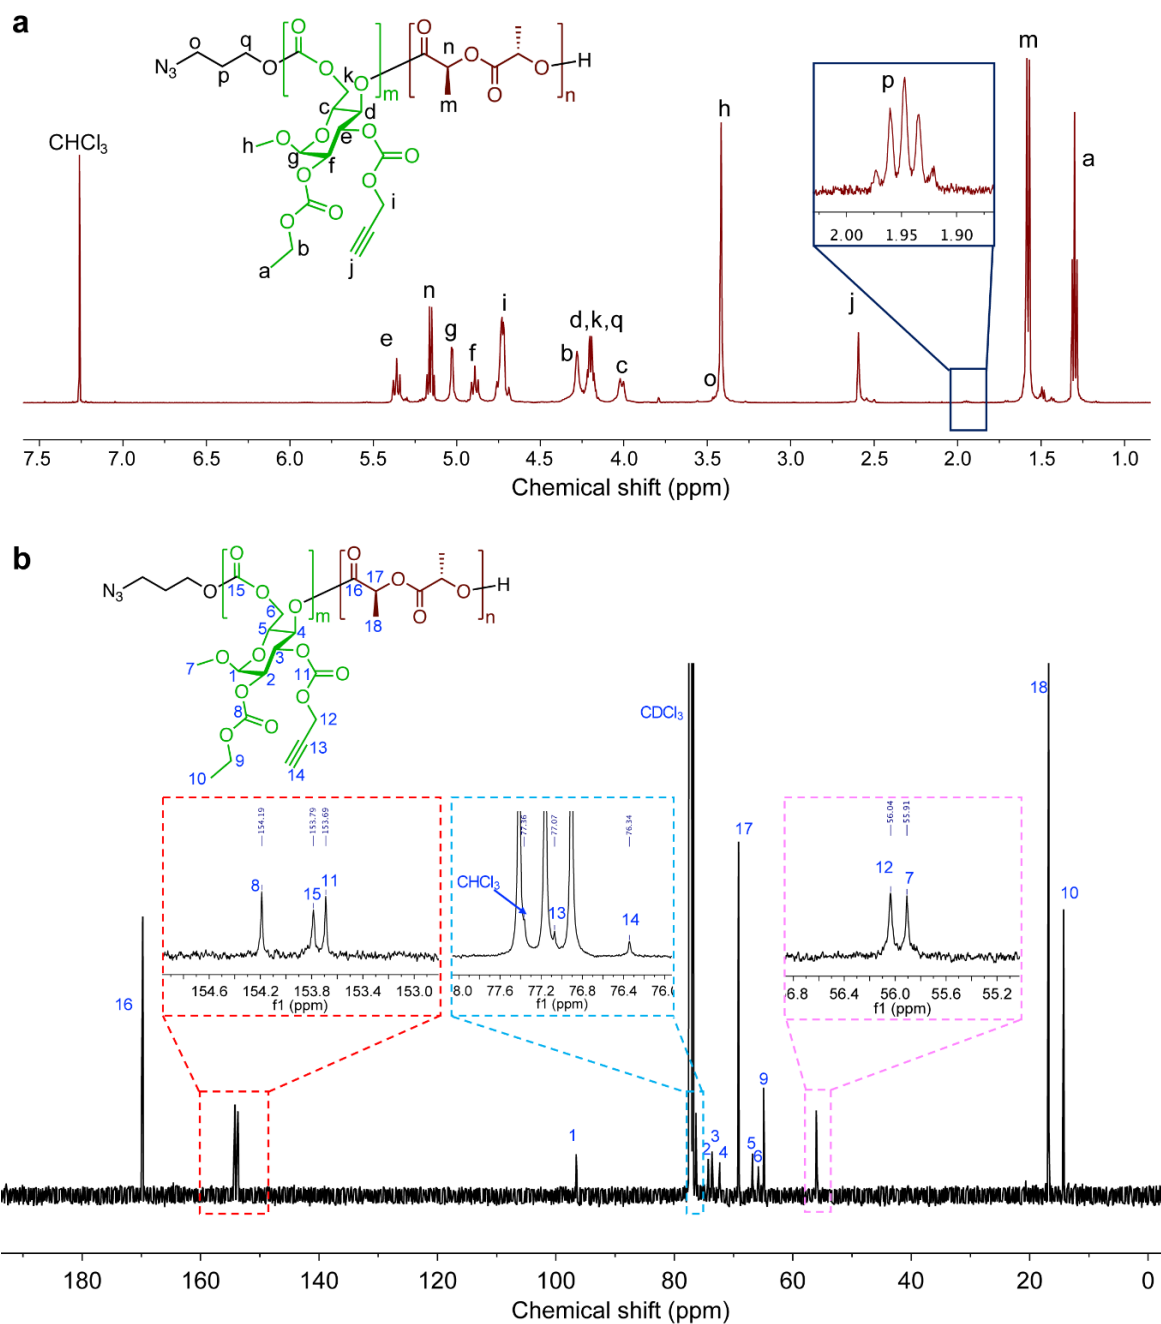 a
o
q
N3
p
O
O
O
m
k
O
c
d
O
e
O
h
O
g
f
O
O
O
O
i
O
O
b
a
j
O
n
O
m
O
O
H
n
CHCl3
e
n
g
f
i
b
d,k,q
c
o
h
j
p
2.00 1.95 1.90
m
a
7.5 7.0 6.5 6.0 5.5 5.0 4.5 4.0 3.5 3.0 2.5 2.0 1.5 1.0
Chemical shift (ppm)
b
N3
O
O
15
O
m
6
O
5
4
O
3
O
7
O
1
2
11
O
O
O
8
O
O
12
9
13
10
14
O
16
17
O
18
O
O
H
n
CDCl3
18
154.19
153.79
153.69
8
15
11
154.6 154.2 153.8 153.4 153.0
f1 (ppm)
77.36
77.07
76.34
CHCl3
13
14
8.0 77.6 77.2 76.8 76.4 76.0
f1 (ppm)
56.04
55.91
12
7
6.8 56.4 56.0 55.6 55.2
f1 (ppm)
16
17
10
1
2
3
4
5
6
9
180 160 140 120 100 80 60 40 20 0
Chemical shift (ppm)